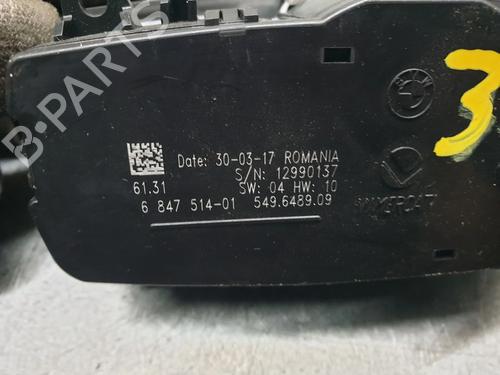 B-PARTS
3
Date: 30-03-17 ROMANIA
S/N: 12990137
61.31 SW: 04 HW: 10
6 847 514-01 549.6489.09